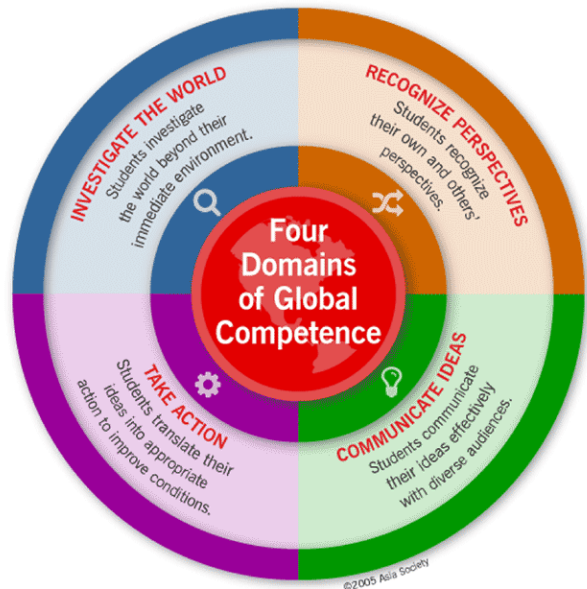 INVESTIGATE THE WORLD
Students investigate
the world beyond their
immediate environment.
RECOGNIZE PERSPECTIVES
Students recognize
their own and others'
perspectives.
Four
Domains
of Global
Competence
TAKE ACTION
Students translate their
ideas into appropriate
action to improve conditions.
COMMUNICATE IDEAS
Students communicate
their ideas effectively
with diverse audiences.
©2005 Asia Society